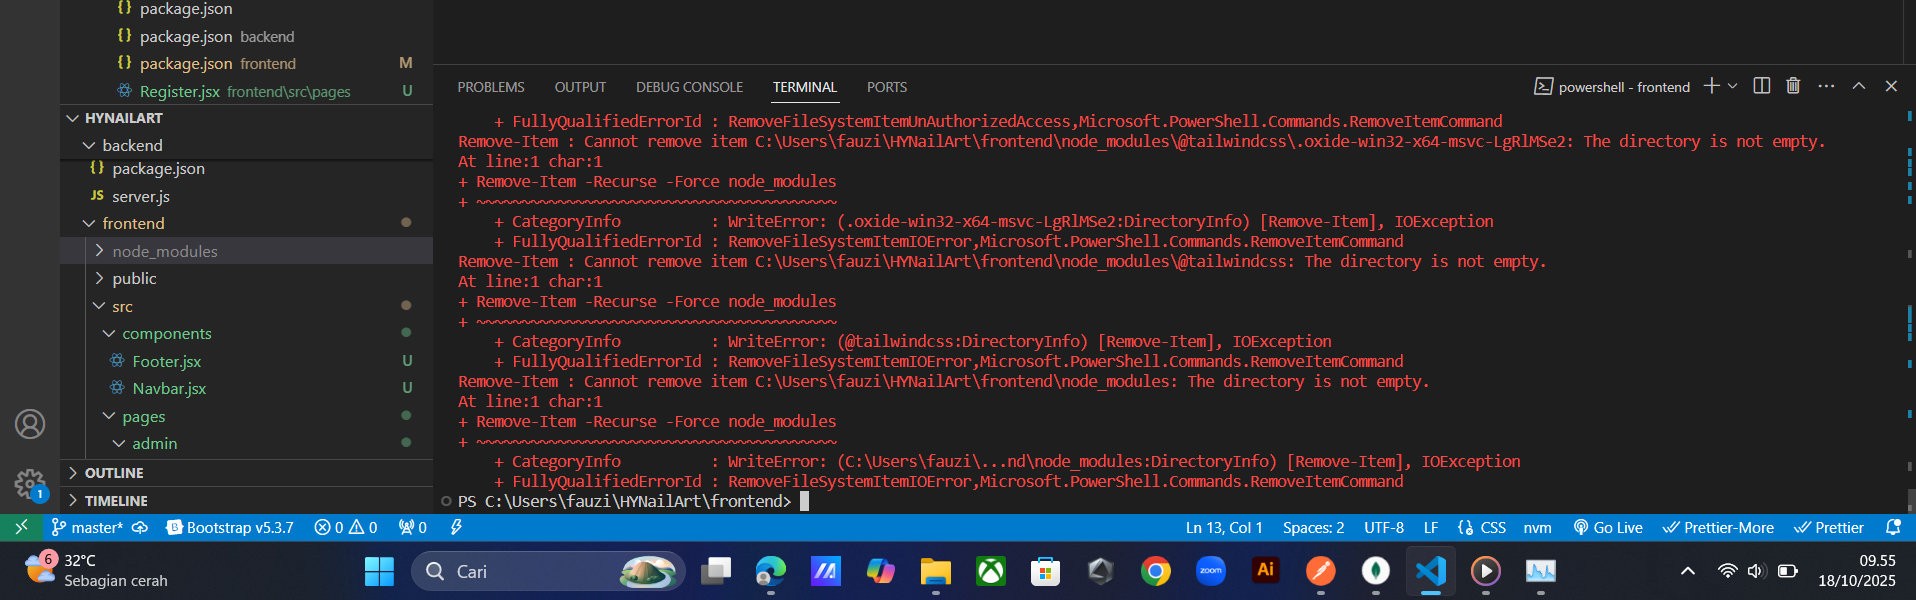 {} package.json
{} package.json backend
{} package.json frontend M
Register.jsx frontend\src\pages U
HYNAILART
backend
{} package.json
JS server.js
frontend
node_modules
public
src
components
Footer.jsx U
Navbar.jsx U
pages
admin
OUTLINE
TIMELINE
1
PROBLEMS OUTPUT DEBUG CONSOLE TERMINAL PORTS
powershell - frontend
+ FullyQualifiedErrorId : RemoveFileSystemItemUnAuthorizedAccess,Microsoft.PowerShell.Commands.RemoveItemCommand
Remove-Item : Cannot remove item C:\Users\fauzi\HYNailArt\frontend\node_modules\@tailwindcss\.oxide-win32-x64-msvc-LgRlMSe2: The directory is not empty.
At line:1 char:1
+ Remove-Item -Recurse -Force node_modules
+ ~~~~~~~~~~~~~~~~~~~~~~~~~~~~~~~~~~~~~~~~
+ CategoryInfo : WriteError: (.oxide-win32-x64-msvc-LgRlMSe2:DirectoryInfo) [Remove-Item], IOException
+ FullyQualifiedErrorId : RemoveFileSystemItemIOError,Microsoft.PowerShell.Commands.RemoveItemCommand
Remove-Item : Cannot remove item C:\Users\fauzi\HYNailArt\frontend\node_modules\@tailwindcss: The directory is not empty.
At line:1 char:1
+ Remove-Item -Recurse -Force node_modules
+ ~~~~~~~~~~~~~~~~~~~~~~~~~~~~~~~~~~~~~~~~
+ CategoryInfo : WriteError: (@tailwindcss:DirectoryInfo) [Remove-Item], IOException
+ FullyQualifiedErrorId : RemoveFileSystemItemIOError,Microsoft.PowerShell.Commands.RemoveItemCommand
Remove-Item : Cannot remove item C:\Users\fauzi\HYNailArt\frontend\node_modules: The directory is not empty.
At line:1 char:1
+ Remove-Item -Recurse -Force node_modules
+ ~~~~~~~~~~~~~~~~~~~~~~~~~~~~~~~~~~~~~~~~
+ CategoryInfo : WriteError: (C:\Users\fauzi\...nd\node_modules:DirectoryInfo) [Remove-Item], IOException
+ FullyQualifiedErrorId : RemoveFileSystemItemIOError,Microsoft.PowerShell.Commands.RemoveItemCommand
PS C:\Users\fauzi\HYNailArt\frontend>
master* B Bootstrap v5.3.7 0 0 0 Ln 13, Col 1 Spaces: 2 UTF-8 LF {} CSS nvm Go Live Prettier-More Prettier
6 32°C
Sebagian cerah
Cari
zoom
Ai
09.55
18/10/2025